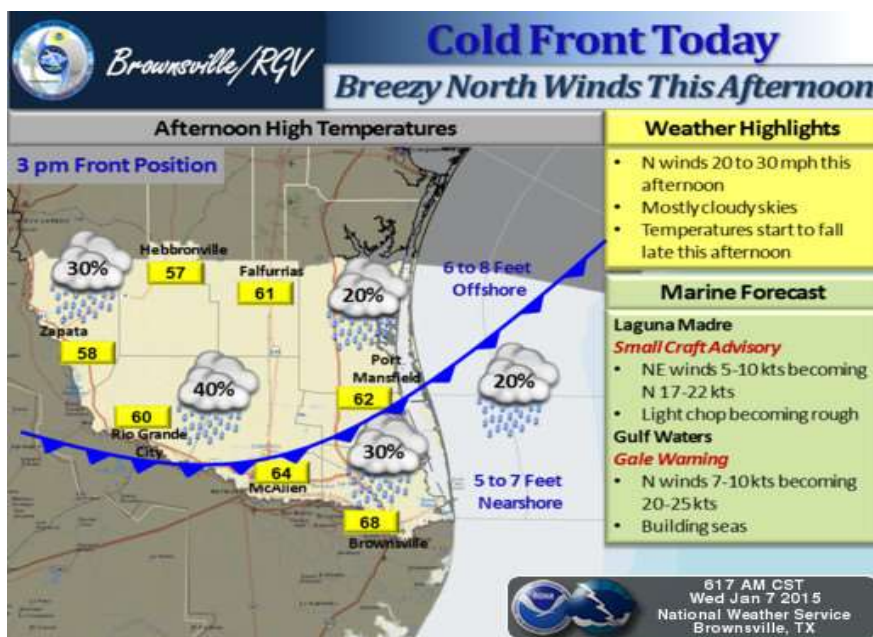 Brownsville/RGV
Cold Front Today
Breezy North Winds This Afternoon
Afternoon High Temperatures
3 pm Front Position
30%
Hebbronville
57
Falfurrias
61
20%
6 to 8 Feet
Offshore
Zapata
58
40%
Port
Mansfield
62
20%
60
Rio Grande
City
30%
64
McAllen
5 to 7 Feet
Nearshore
68
Brownsville
Weather Highlights
• N winds 20 to 30 mph this
afternoon
• Mostly cloudy skies
• Temperatures start to fall
late this afternoon
Marine Forecast
Laguna Madre
Small Craft Advisory
• NE winds 5-10 kts becoming
N 17-22 kts
• Light chop becoming rough
Gulf Waters
Gale Warning
• N winds 7-10 kts becoming
20-25 kts
• Building seas
617 AM CST
Wed Jan 7 2015
National Weather Service
Brownsville, TX